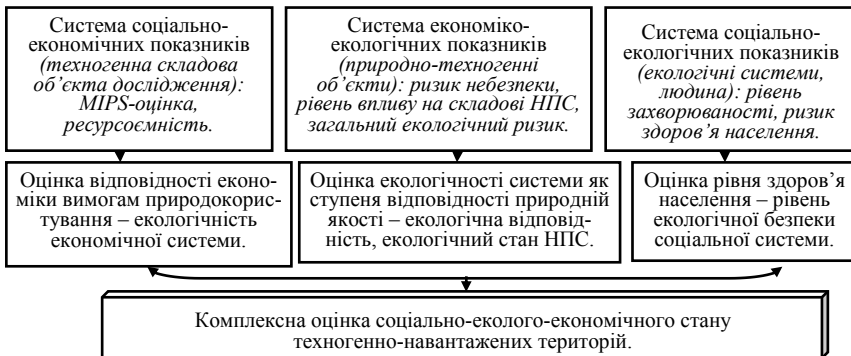 Система соціально-
економічних показників
(техногенна складова
об’єкта дослідження):
MIPS-оцінка,
ресурсоємність.
Система економіко-
екологічних показників
(природно-техногенні
об’єкти): ризик небезпеки,
рівень впливу на складові НПС,
загальний екологічний ризик.
Система соціально-
екологічних показників
(екологічні системи,
людина): рівень
захворюваності, ризик
здоров’я населення.
Оцінка відповідності еконо-
міки вимогам природокорис-
тування – екологічність
економічної системи.
Оцінка екологічності системи як
ступеня відповідності природній
якості – екологічна відповід-
ність, екологічний стан НПС.
Оцінка рівня здоров’я
населення – рівень
екологічної безпеки
соціальної системи.
Комплексна оцінка соціально-еколого-економічного стану
техногенно-навантажених територій.